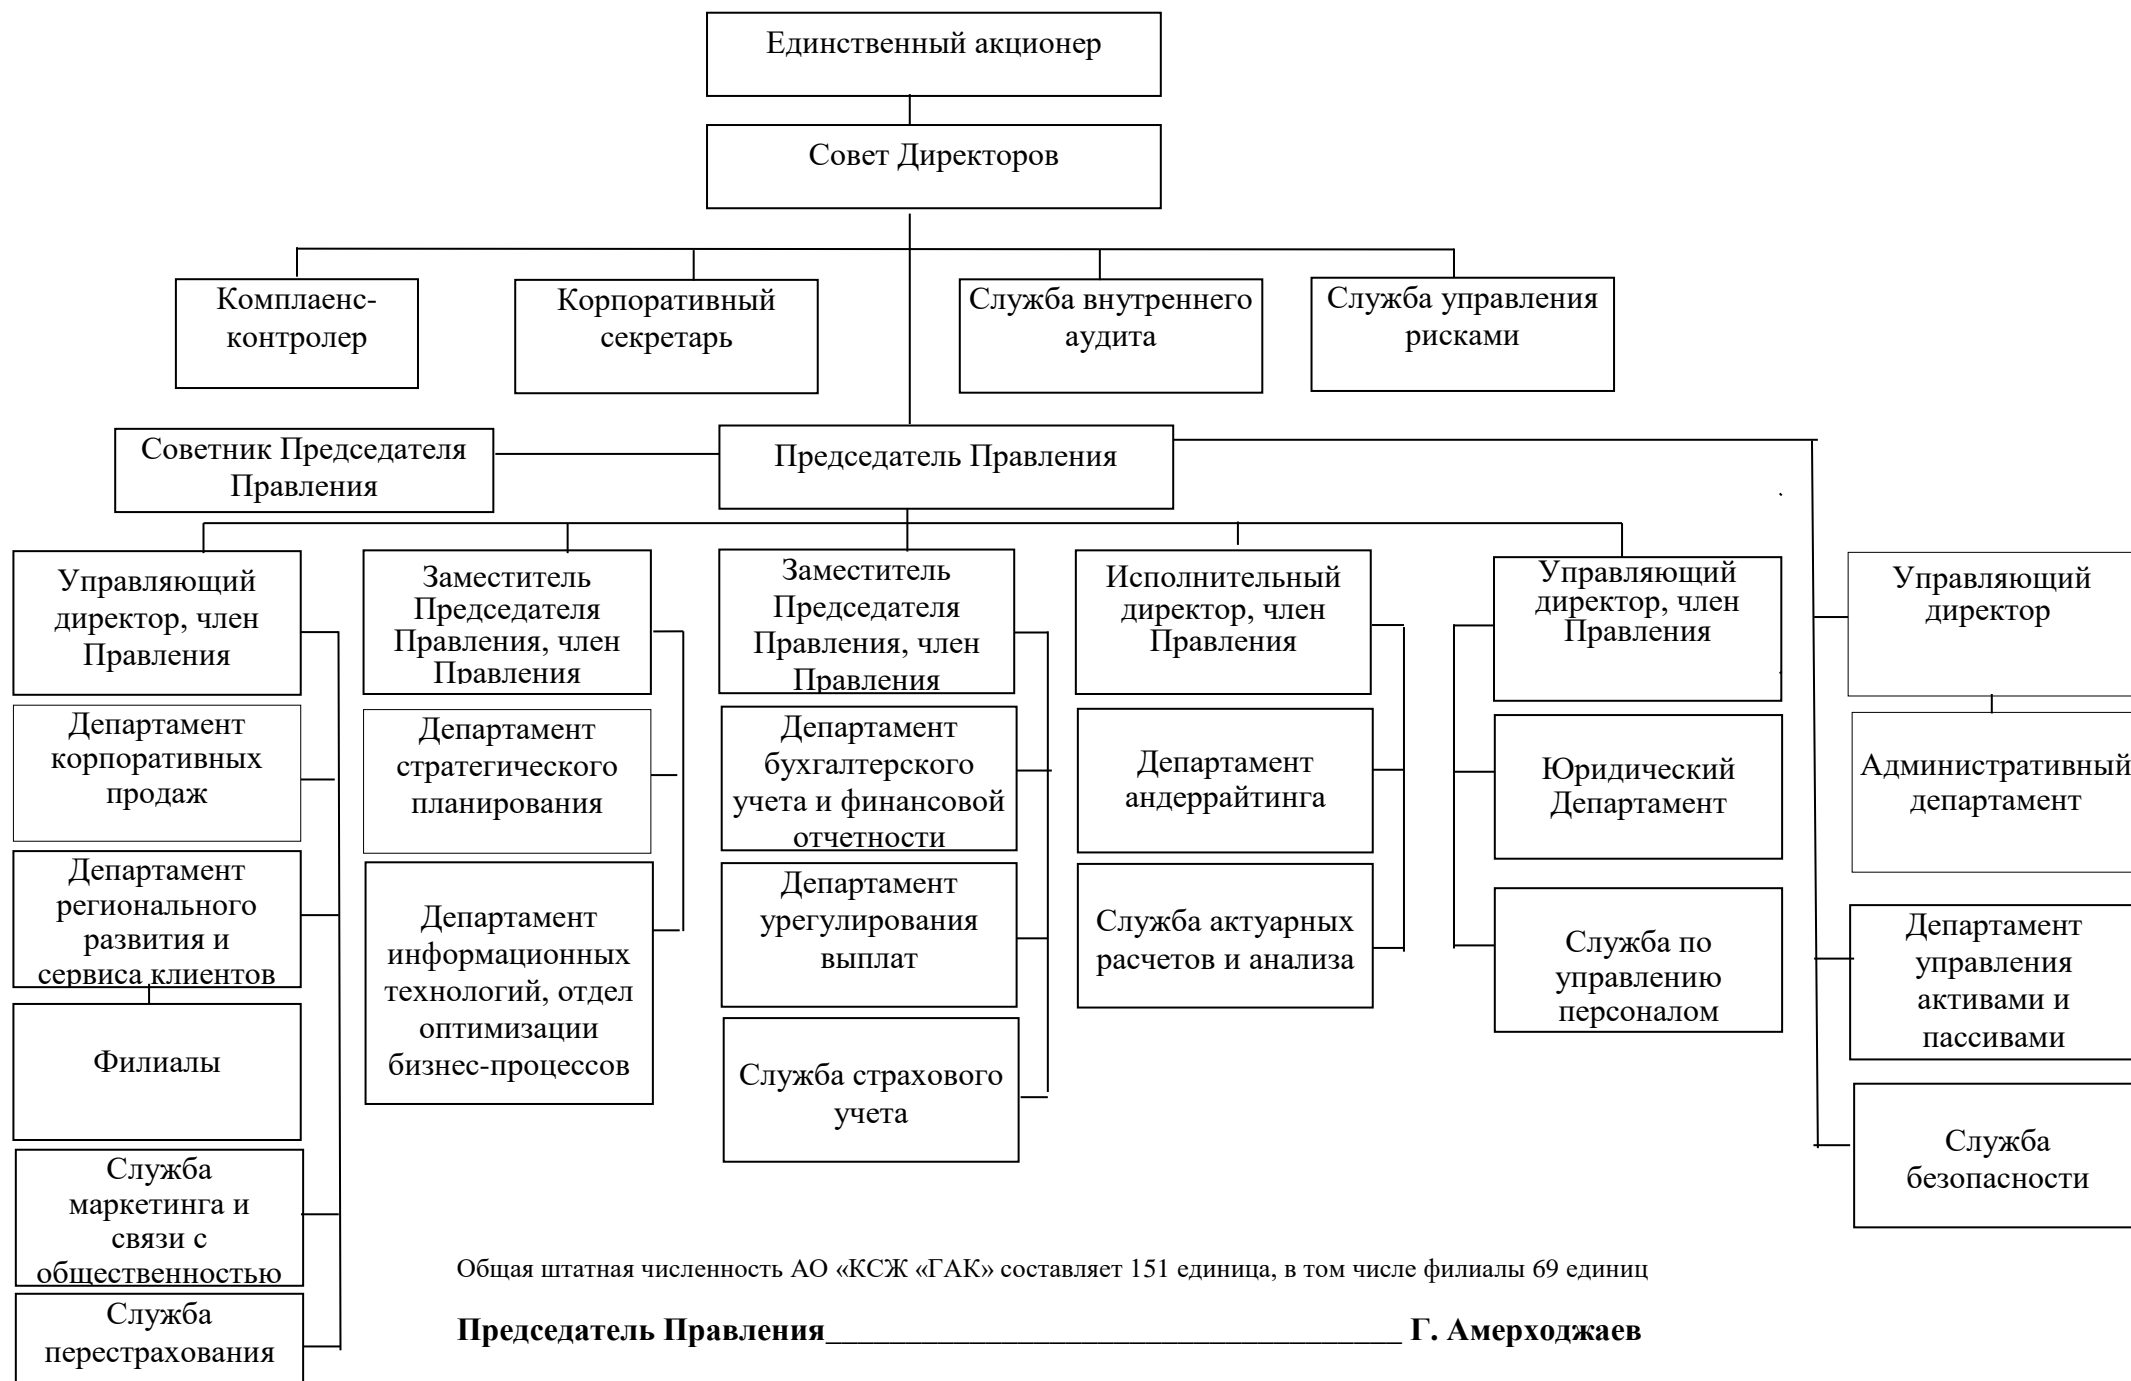 Единственный акционер
Совет Директоров
Комплаенс-
контролер
Корпоративный
секретарь
Служба внутреннего
аудита
Служба управления
рисками
Советник Председателя
Правления
Председатель Правления
Управляющий
директор, член
Правления
Заместитель
Председателя
Правления, член
Правления
Заместитель
Председателя
Правления, член
Правления
Исполнительный
директор, член
Правления
Управляющий
директор, член
Правления
Управляющий
директор
Департамент
корпоративных
продаж
Департамент
стратегического
планирования
Департамент
бухгалтерского
учета и финансовой
отчетности
Департамент
андеррайтинга
Юридический
Департамент
Административный
департамент
Департамент
регионального
развития и
сервиса клиентов
Департамент
информационных
технологий, отдел
оптимизации
бизнес-процессов
Департамент
урегулирования
выплат
Служба актуарных
расчетов и анализа
Служба по
управлению
персоналом
Департамент
управления
активами и
пассивами
Филиалы
Служба страхового
учета
Служба
безопасности
Служба
маркетинга и
связи с
общественностью
Служба
перестрахования
Общая штатная численность АО «КСЖ «ГАК» составляет 151 единица, в том числе филиалы 69 единиц
Председатель Правления____________________________________ Г. Амерходжаев